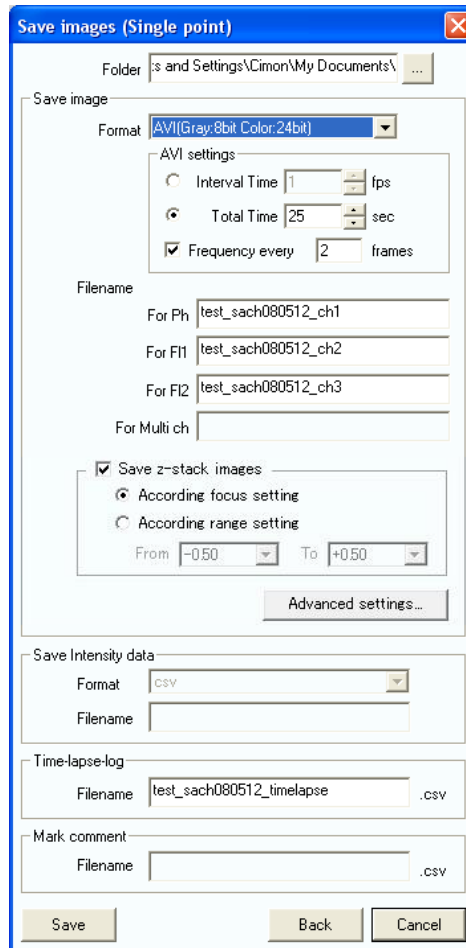 Save images (Single point)
Folder :s and Settings\Cimon\My Documents\ ...
Save image
Format AVI(Gray:8bit Color:24bit)
AVI settings
Interval Time 1 fps
Total Time 25 sec
Frequency every 2 frames
Filename
For Ph test_sach080512_ch1
For Fl1 test_sach080512_ch2
For Fl2 test_sach080512_ch3
For Multi ch
Save z-stack images
According focus setting
According range setting
From -0.50 To +0.50
Advanced settings...
Save Intensity data
Format csv
Filename
Time-lapse-log
Filename test_sach080512_timelapse .csv
Mark comment
Filename .csv
Save Back Cancel